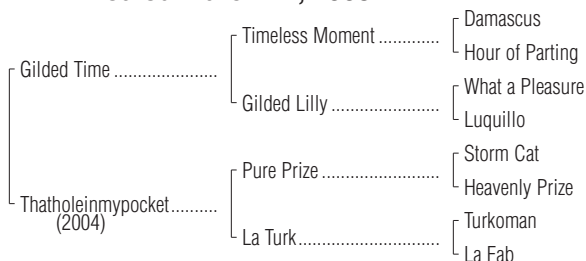 Damascus
Timeless Moment ............
Hour of Parting
Gilded Time .....................
What a Pleasure
Gilded Lilly ......................
Luquillo
Storm Cat
Pure Prize ........................
Heavenly Prize
Thatholeinmypocket..........
(2004)
Turkoman
La Turk............................
La Fab